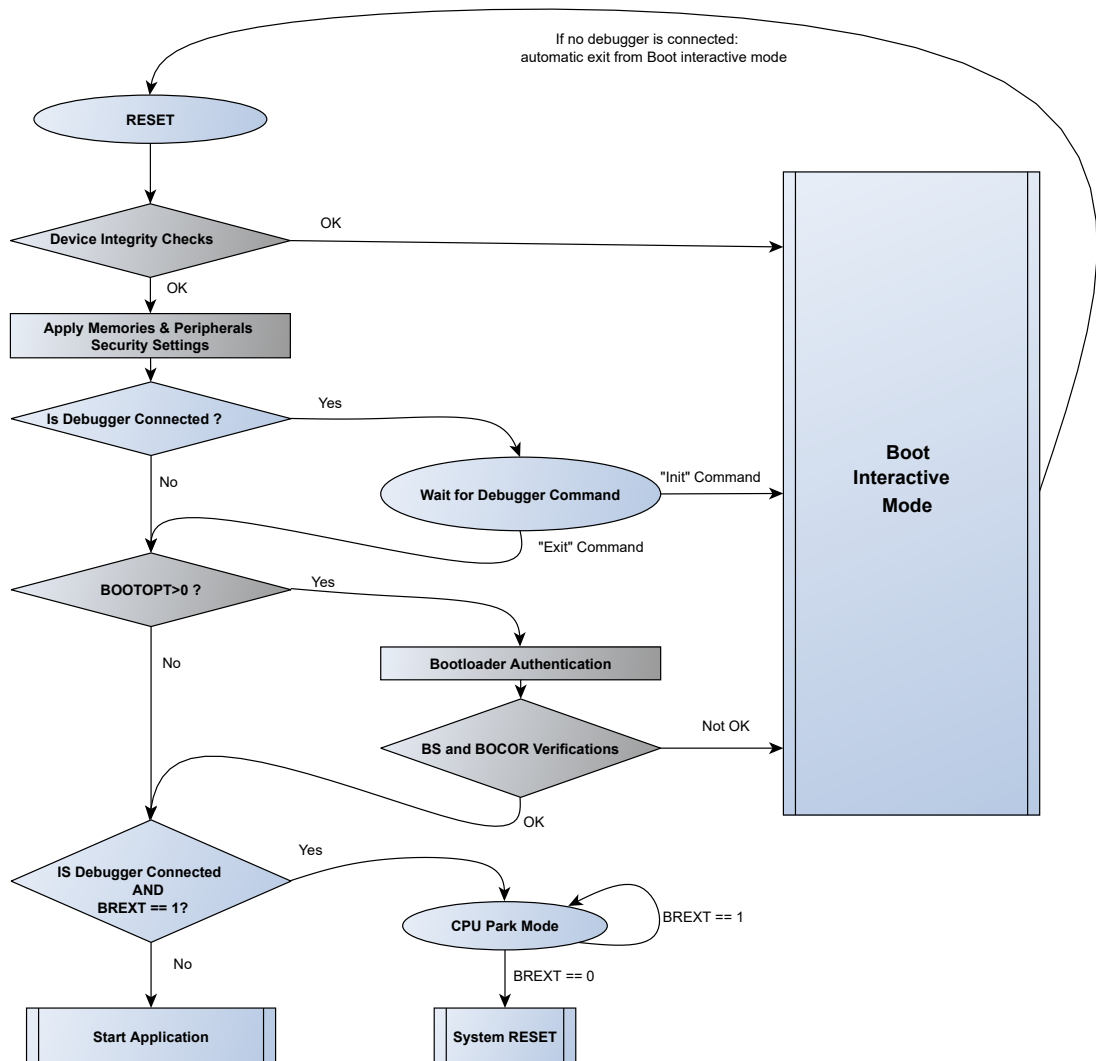 If no debugger is connected:
automatic exit from Boot interactive mode
RESET
Device Integrity Checks
OK
OK
Apply Memories & Peripherals
Security Settings
Is Debugger Connected ?
Yes
No
Wait for Debugger Command
"Init" Command
"Exit" Command
Boot
Interactive
Mode
BOOTOPT>0 ?
Yes
No
Bootloader Authentication
BS and BOCOR Verifications
Not OK
OK
IS Debugger Connected
AND
BREXT == 1?
Yes
No
CPU Park Mode
BREXT == 1
BREXT == 0
Start Application
System RESET